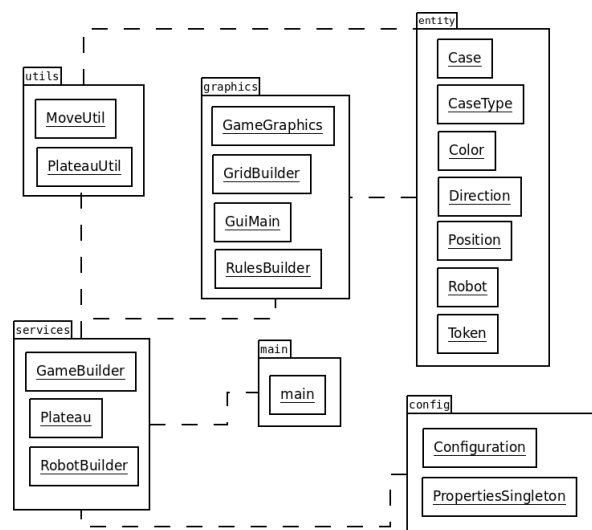 entity
Case
CaseType
Color
Direction
Position
Robot
Token
utils
MoveUtil
PlateauUtil
graphics
GameGraphics
GridBuilder
GuiMain
RulesBuilder
services
GameBuilder
Plateau
RobotBuilder
main
main
config
Configuration
PropertiesSingleton